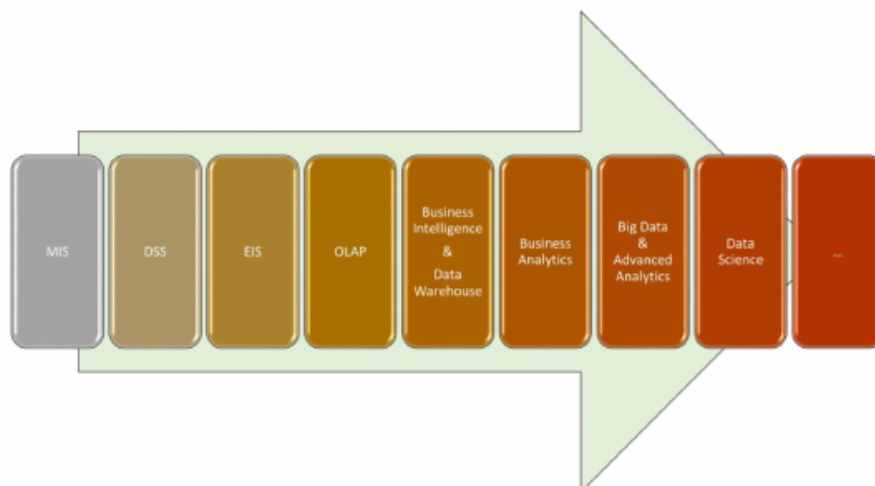 MIS
DSS
EIS
OLAP
Business
Intelligence
&
Data
Warehouse
Business
Analytics
Big Data
&
Advanced
Analytics
Data
Science
...